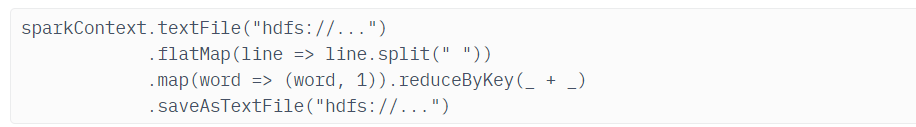 sparkContext.textFile("hdfs://...")
            .flatMap(line => line.split(" "))
            .map(word => (word, 1)).reduceByKey(_ + _)
            .saveAsTextFile("hdfs://...")